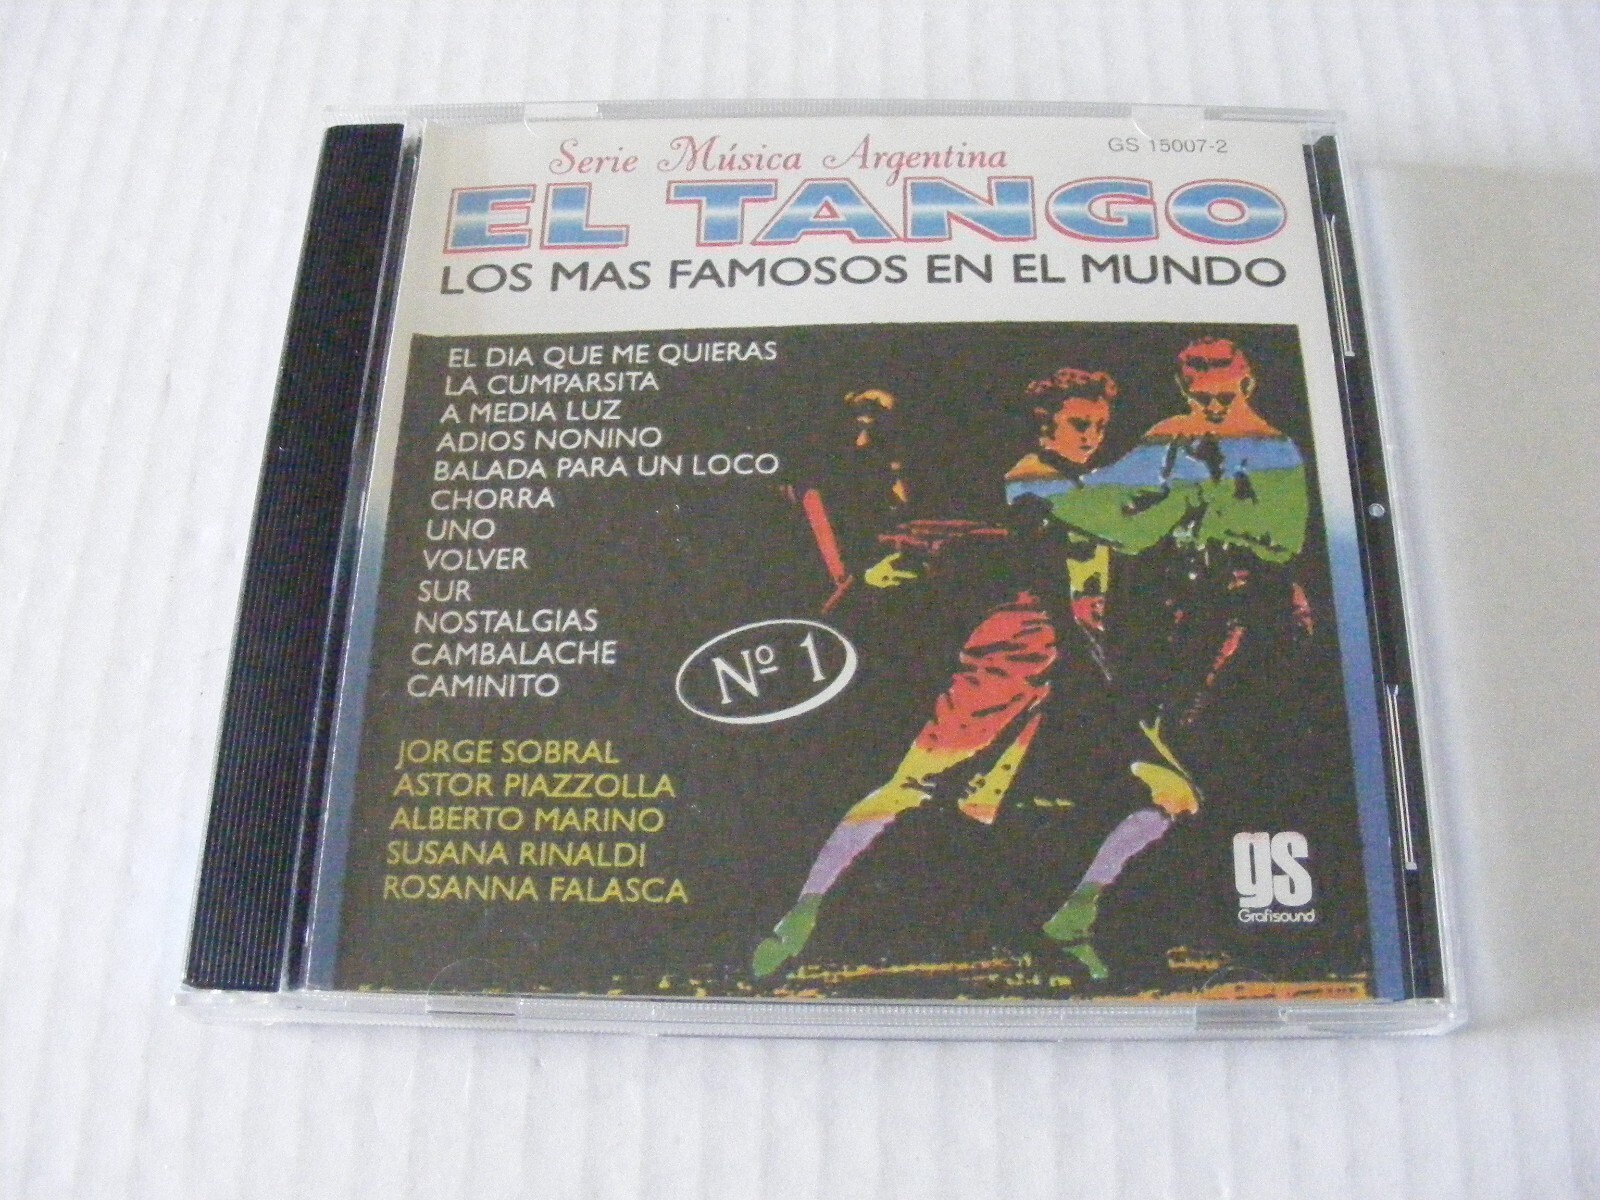 Serie Música Argentina
GS 15007-2
EL TANGO
LOS MAS FAMOSOS EN EL MUNDO
EL DIA QUE ME QUIERAS
LA CUMPARSITA
A MEDIA LUZ
ADIOS NONINO
BALADA PARA UN LOCO
CHORRA
UNO
VOLVER
SUR
NOSTALGIAS
CAMBALACHE
CAMINITO
Nº 1
JORGE SOBRAL
ASTOR PIAZZOLLA
ALBERTO MARINO
SUSANA RINALDI
ROSANNA FALASCA
gs
Grafisound